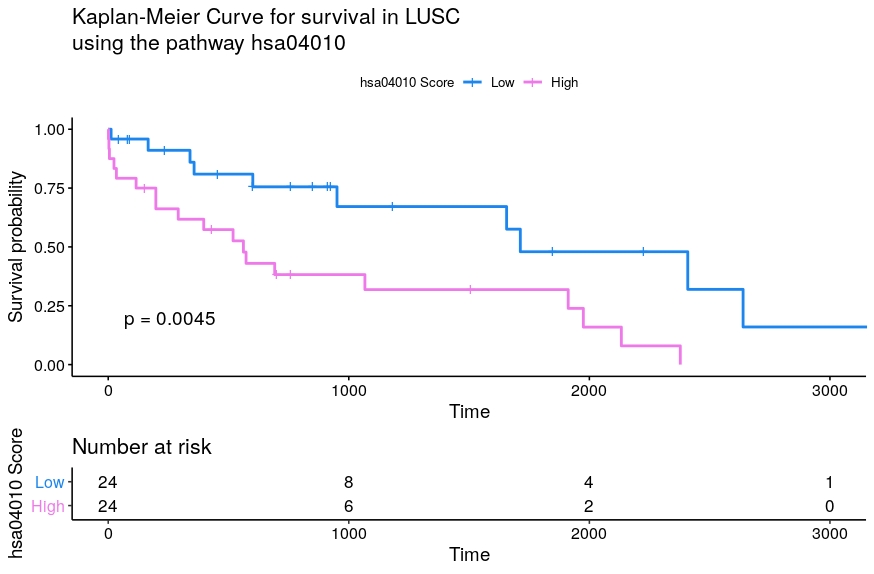 Kaplan-Meier Curve for survival in LUSC
using the pathway hsa04010
hsa04010 Score Low High
Survival probability
1.00
0.75
0.50
0.25
0.00
p = 0.0045
0 1000 2000 3000
Time
Number at risk
hsa04010 Score
Low 24 8 4 1
High 24 6 2 0
0 1000 2000 3000
Time